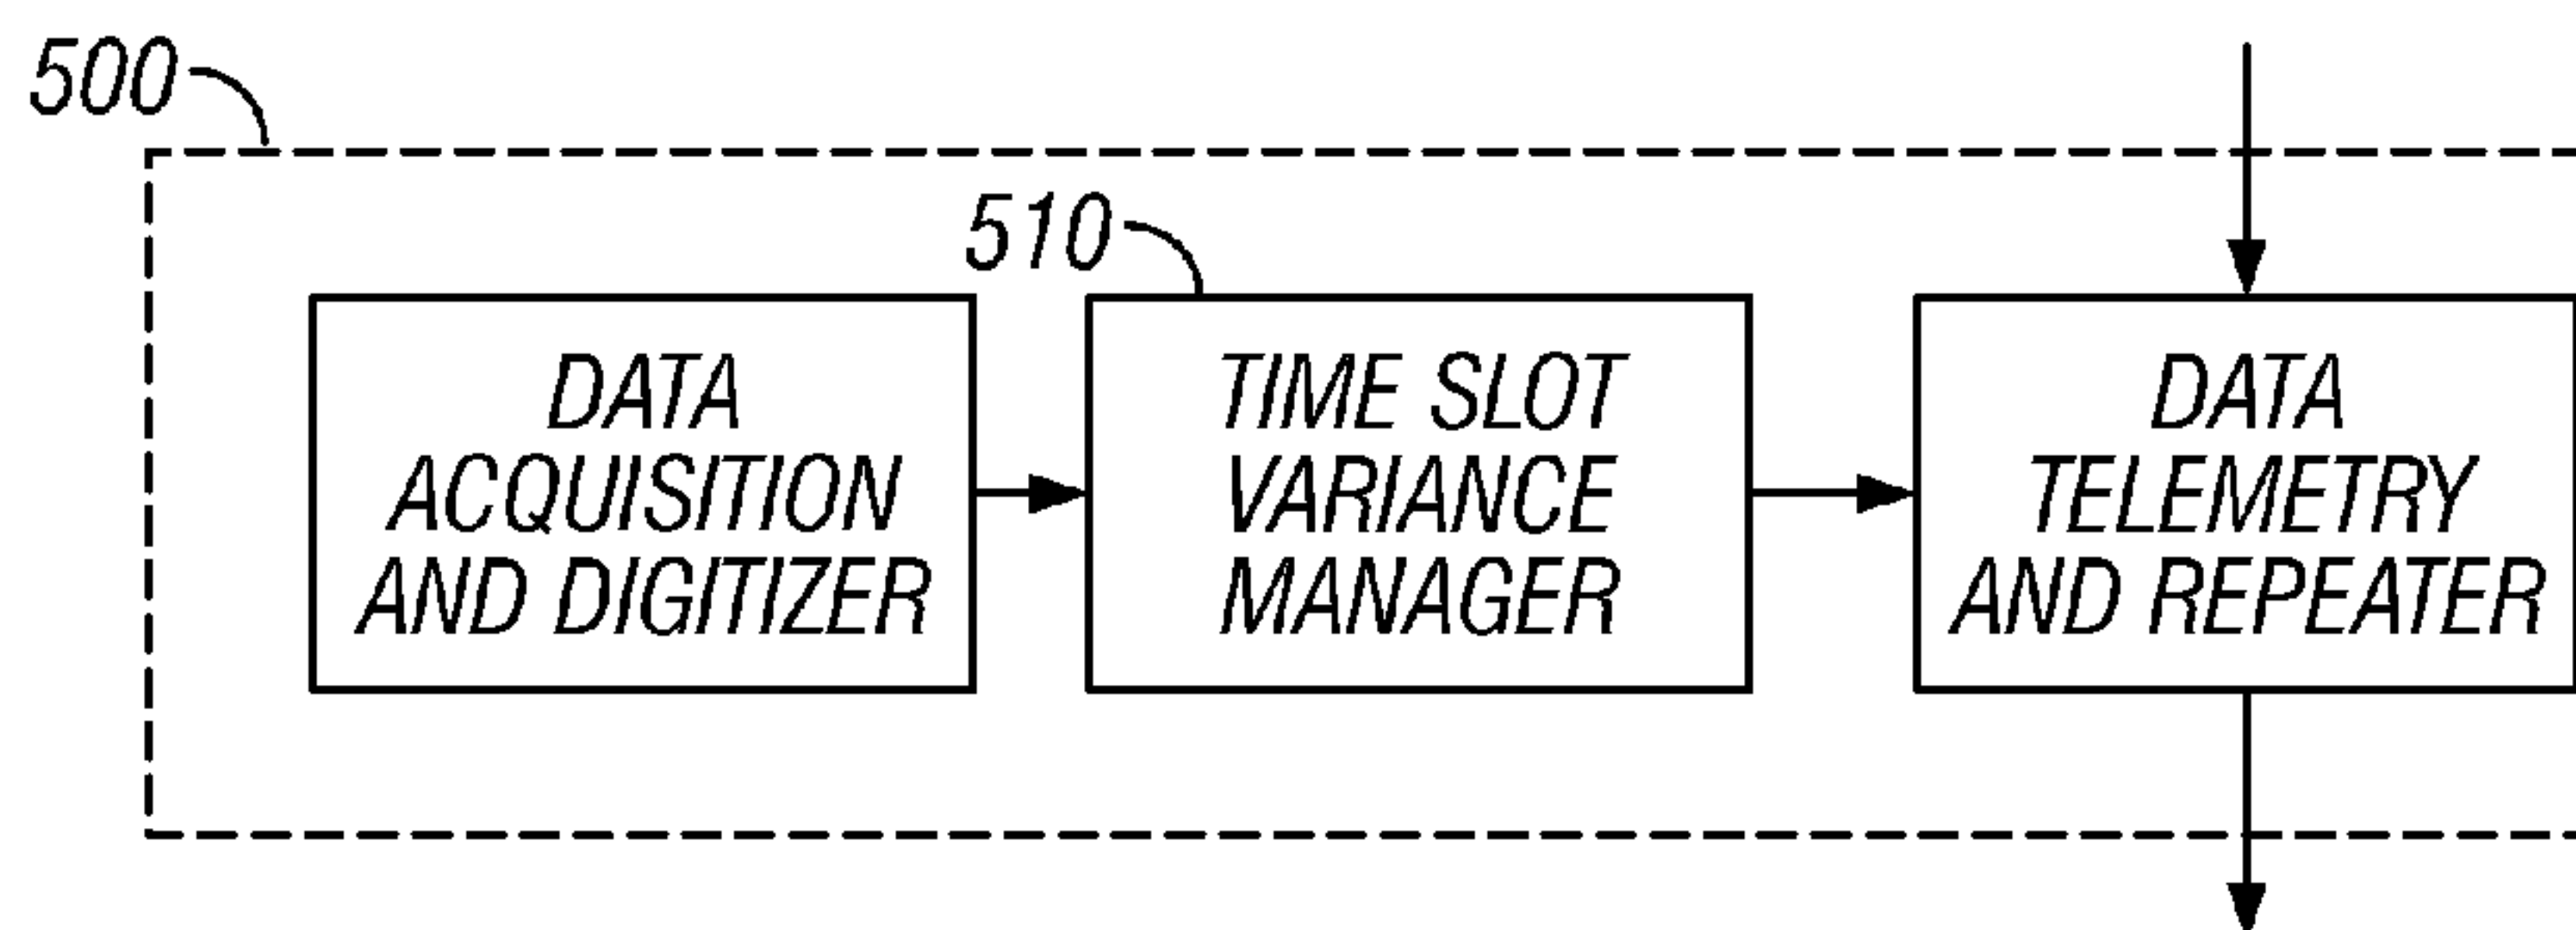 500
510
DATA
ACQUISITION
AND DIGITIZER
TIME SLOT
VARIANCE
MANAGER
DATA
TELEMETRY
AND REPEATER